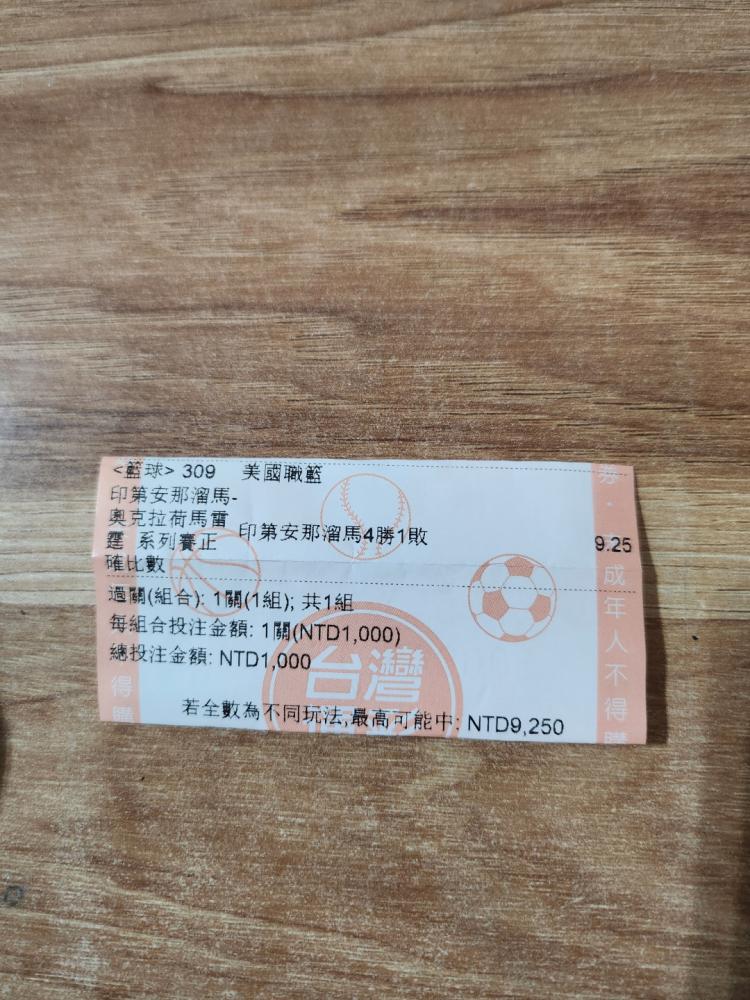 <籃球> 309 美國職籃
印第安那溜馬-
奧克拉荷馬雷
霆 系列賽正
確比數
印第安那溜馬4勝1敗
9.25
過關(組合): 1關(1組); 共1組
每組合投注金額: 1關(NTD1,000)
總投注金額: NTD1,000
若全數為不同玩法,最高可能中: NTD9,250
台灣
得購
券·
成年人不得購